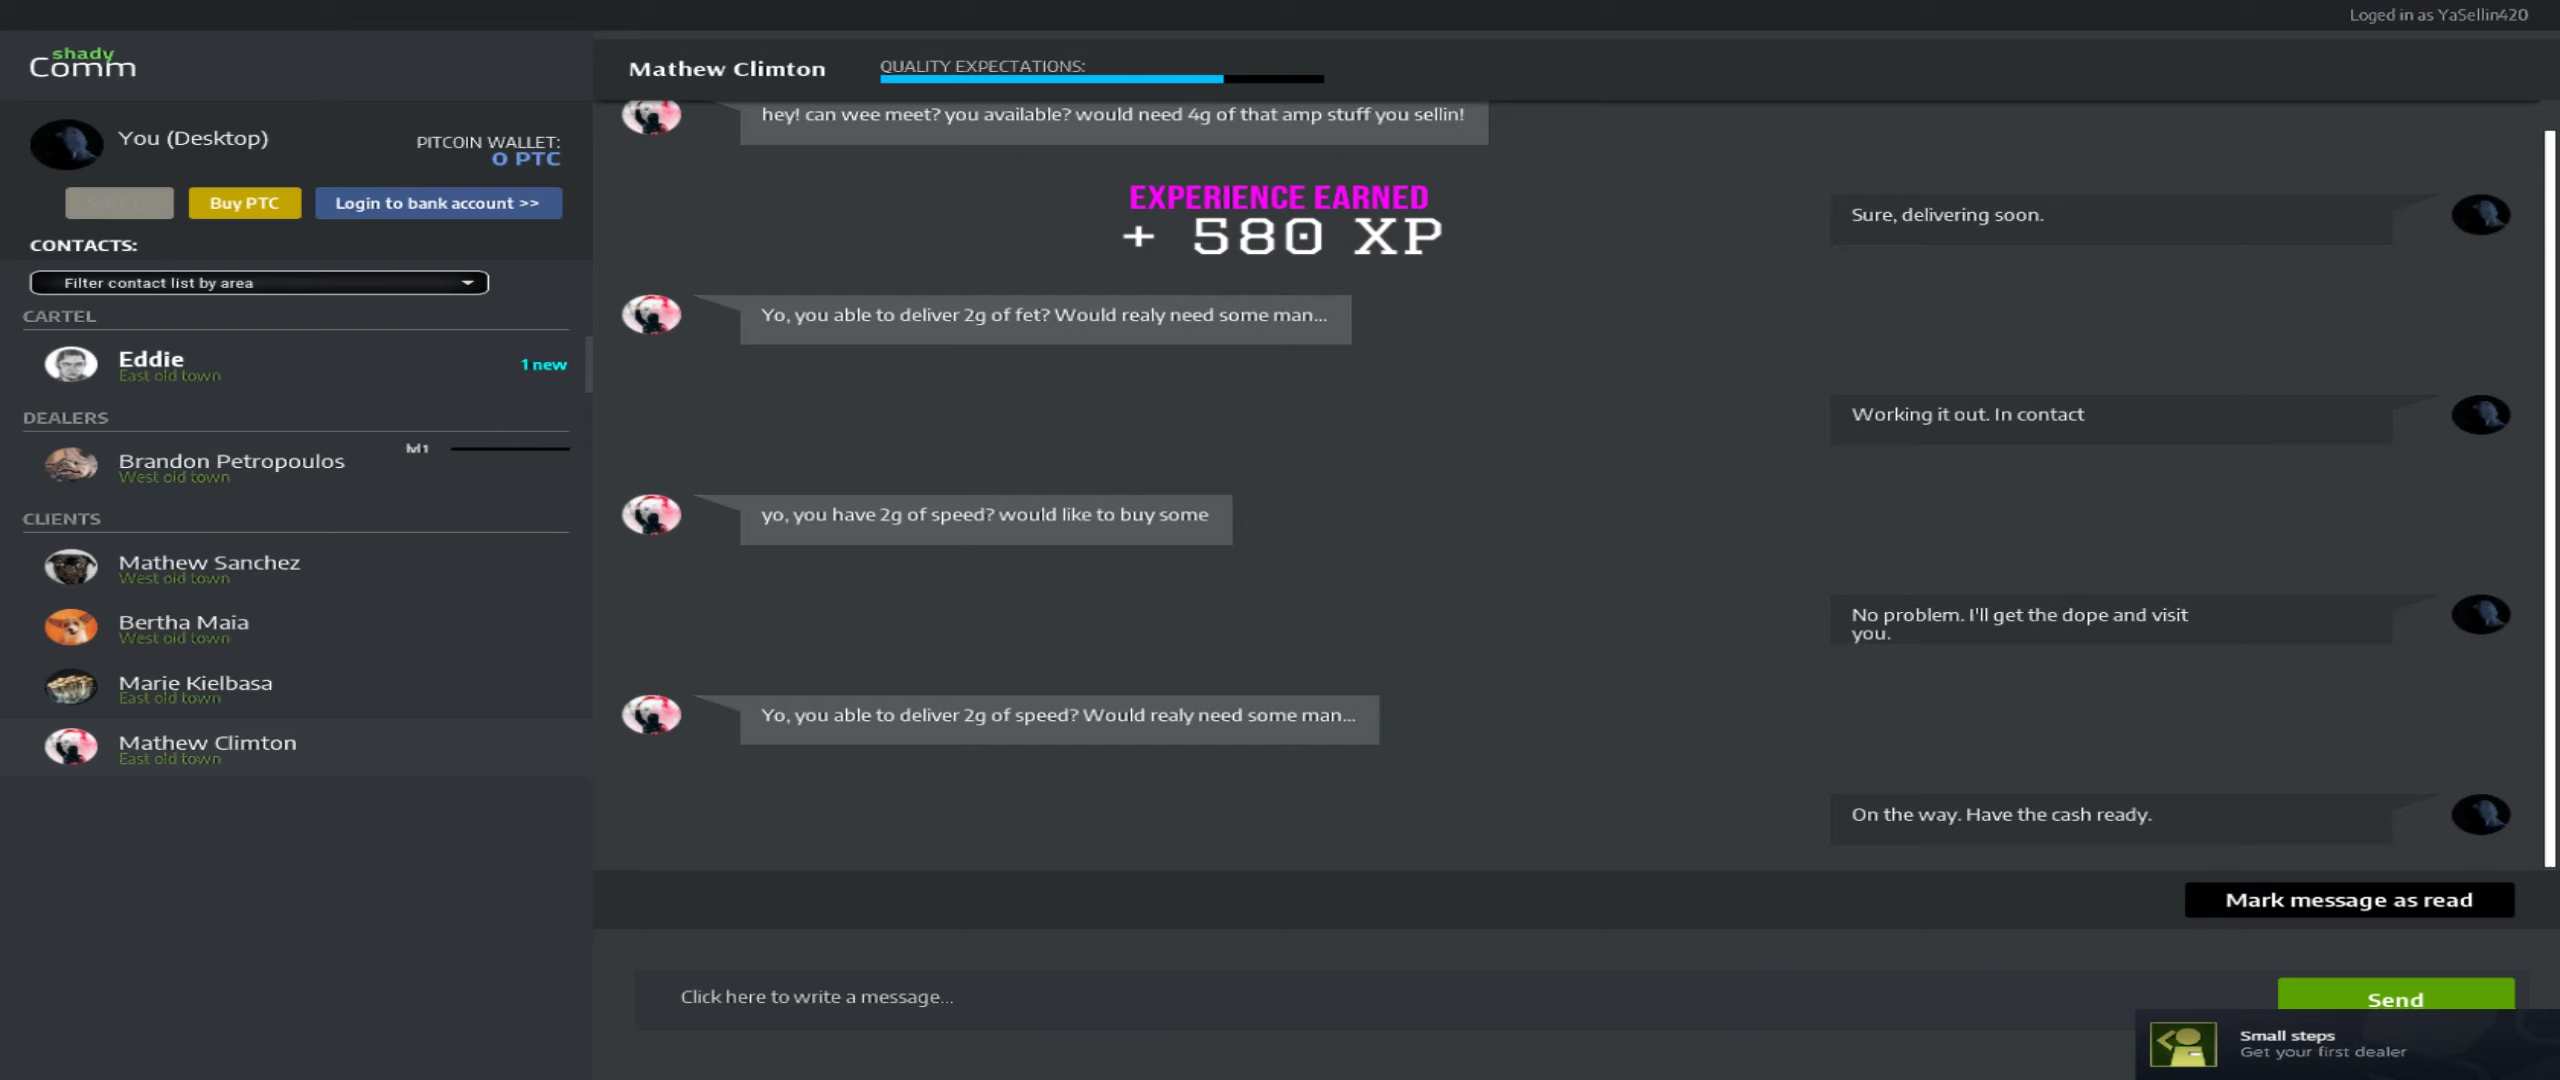 Loged in as YaSellin420
shady
Comm
Mathew Climton
QUALITY EXPECTATIONS:
You (Desktop)
PITCOIN WALLET:
0 PTC
Buy PTC
Login to bank account >>
CONTACTS:
Filter contact list by area
CARTEL
Eddie
East old town
1 new
DEALERS
Brandon Petropoulos
West old town
lvl1
CLIENTS
Mathew Sanchez
West old town
Bertha Maia
West old town
Marie Kielbasa
East old town
Mathew Climton
East old town
hey! can wee meet? you available? would need 4g of that amp stuff you sellin!
EXPERIENCE EARNED
+ 580 XP
Sure, delivering soon.
Yo, you able to deliver 2g of fet? Would realy need some man...
Working it out. In contact
yo, you have 2g of speed? would like to buy some
No problem. I'll get the dope and visit
you.
Yo, you able to deliver 2g of speed? Would realy need some man...
On the way. Have the cash ready.
Mark message as read
Click here to write a message...
Send
Small steps
Get your first dealer